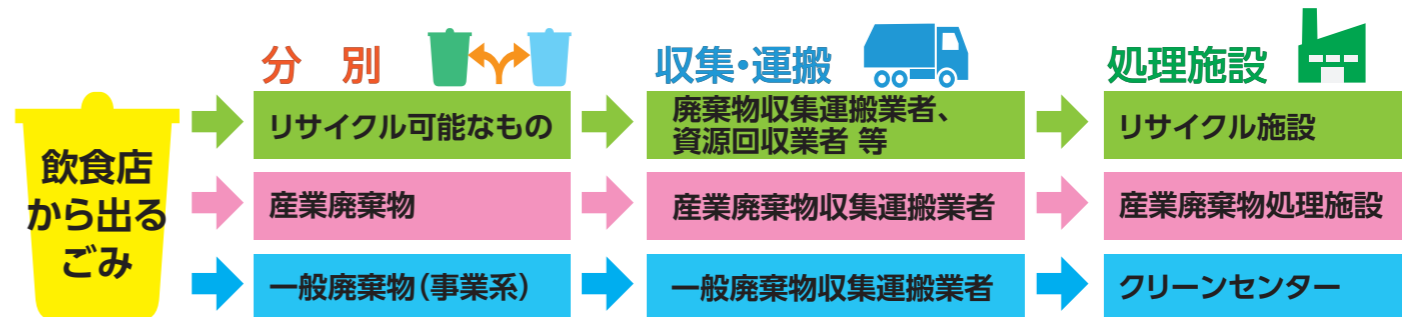 分 別
収集・運搬
処理施設
飲食店
から出る
ごみ
リサイクル可能なもの
廃棄物収集運搬業者、
資源回収業者 等
リサイクル施設
産業廃棄物
産業廃棄物収集運搬業者
産業廃棄物処理施設
一般廃棄物(事業系)
一般廃棄物収集運搬業者
クリーンセンター